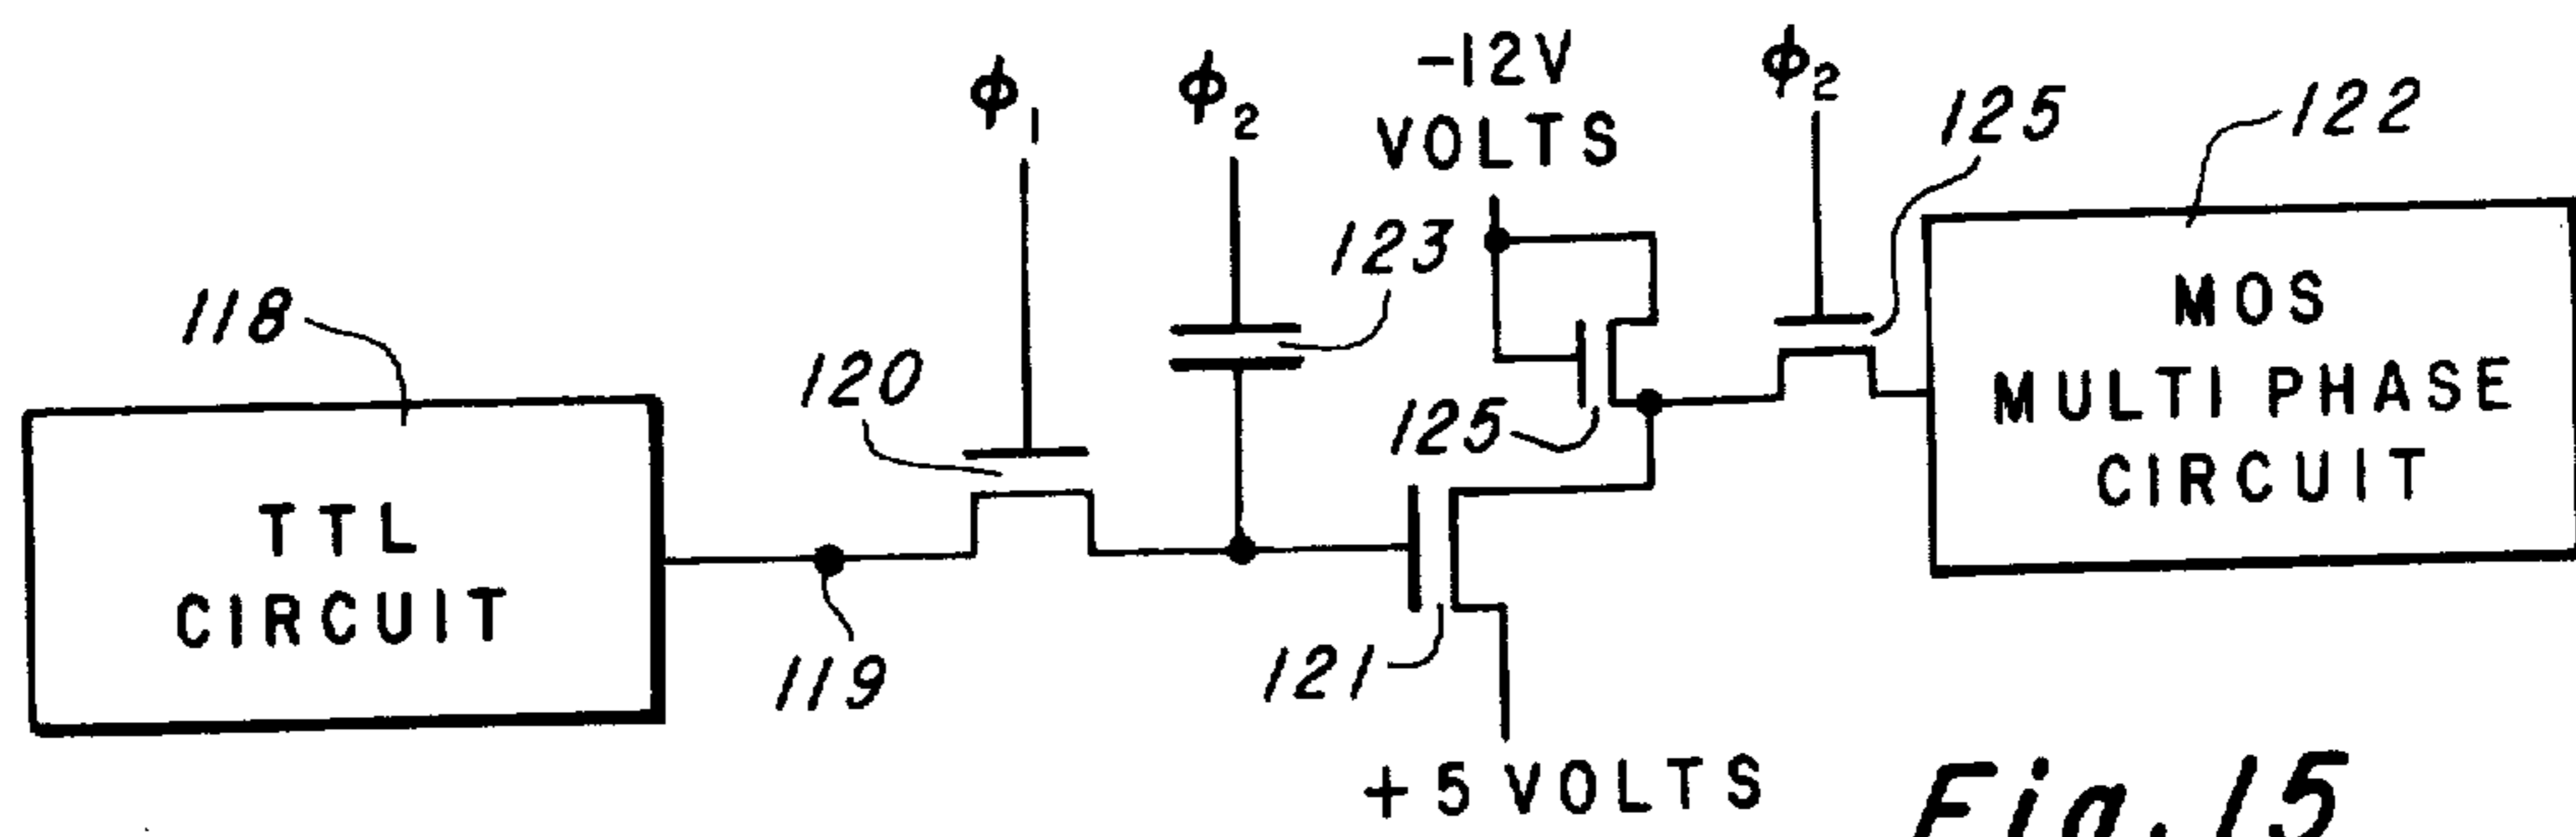 ϕ1
ϕ2
-12V
VOLTS
ϕ2
125
122
123
118
120
125
MOS
MULTI PHASE
CIRCUIT
TTL
CIRCUIT
119
121
+5 VOLTS
Fig. 15